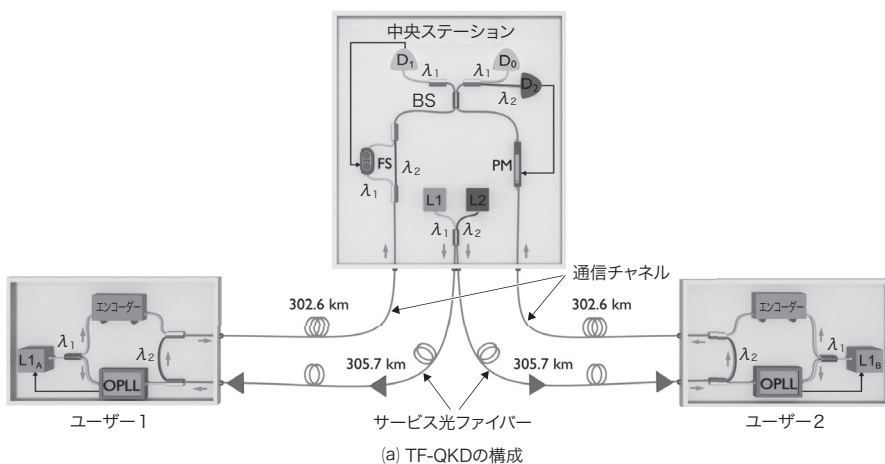 中央ステーション
D₁
D₀
λ₁
λ₁
D₂
λ₂
BS
FS
λ₂
PM
λ₁
L1
L2
λ₁
λ₂
通信チャネル
302.6 km
302.6 km
エンコーダー
エンコーダー
λ₁
λ₂
L1A
OPLL
305.7 km
305.7 km
λ₂
λ₁
OPLL
L1B
ユーザー1
サービス光ファイバー
ユーザー2
(a) TF-QKDの構成